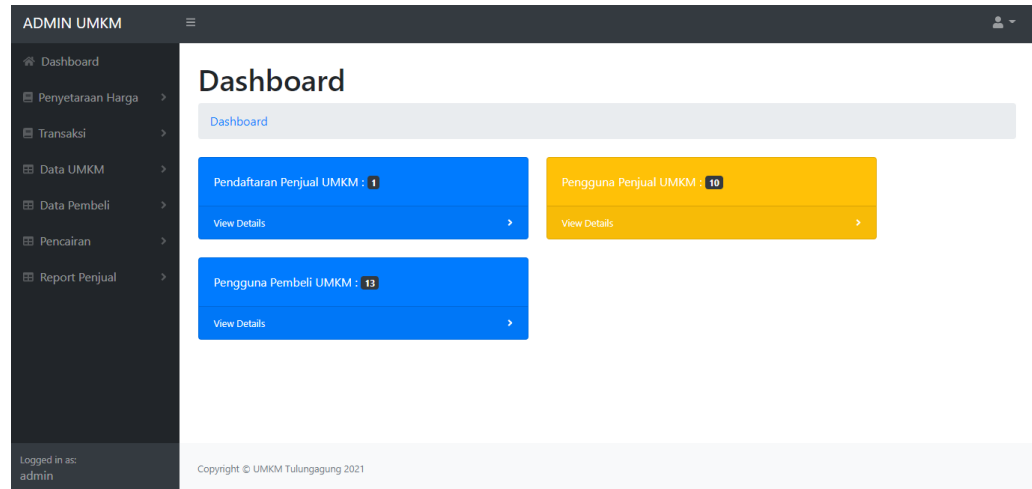 ADMIN UMKM
Dashboard
Penyetaraan Harga
Transaksi
Data UMKM
Data Pembeli
Pencairan
Report Penjual
Logged in as:
admin
Dashboard
Dashboard
Pendaftaran Penjual UMKM : 1
View Details
Pengguna Penjual UMKM : 10
View Details
Pengguna Pembeli UMKM : 13
View Details
Copyright © UMKM Tulungagung 2021